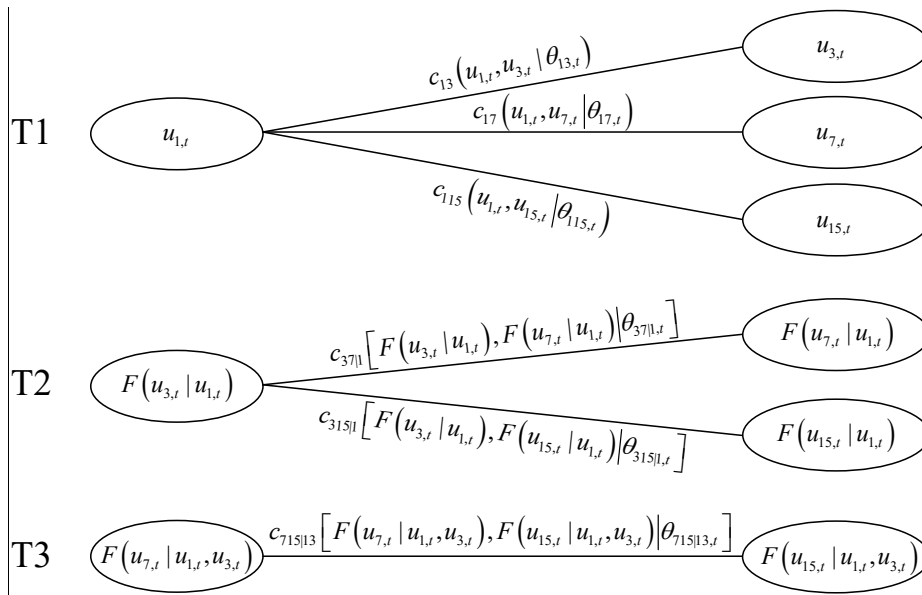 T1
u_{1,t}
c_{13}(u_{1,t}, u_{3,t} | θ_{13,t})
u_{3,t}
c_{17}(u_{1,t}, u_{7,t} | θ_{17,t})
u_{7,t}
c_{115}(u_{1,t}, u_{15,t} | θ_{115,t})
u_{15,t}
T2
F(u_{3,t} | u_{1,t})
c_{37|1}[F(u_{3,t} | u_{1,t}), F(u_{7,t} | u_{1,t}) | θ_{37|1,t}]
F(u_{7,t} | u_{1,t})
c_{315|1}[F(u_{3,t} | u_{1,t}), F(u_{15,t} | u_{1,t}) | θ_{315|1,t}]
F(u_{15,t} | u_{1,t})
T3
F(u_{7,t} | u_{1,t}, u_{3,t})
c_{715|13}[F(u_{7,t} | u_{1,t}, u_{3,t}), F(u_{15,t} | u_{1,t}, u_{3,t}) | θ_{715|13,t}]
F(u_{15,t} | u_{1,t}, u_{3,t})